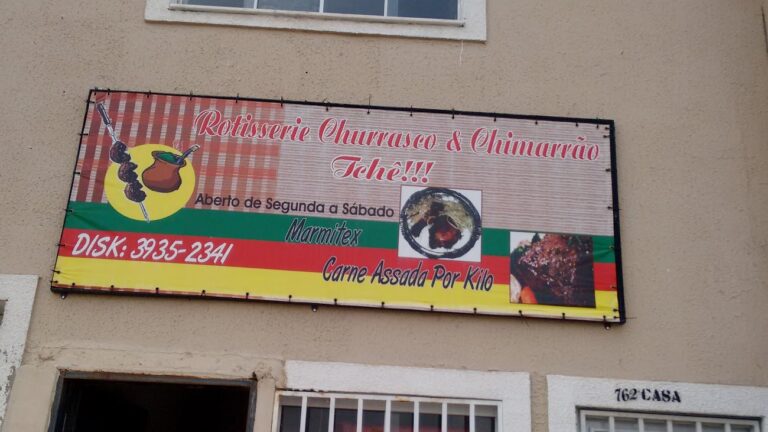 Rotisserie Churrasco & Chimarrão
Tchê!!!
Aberto de Segunda a Sábado
Marmitex
DISK: 3935-2341
Carne Assada Por Kilo
762 CASA